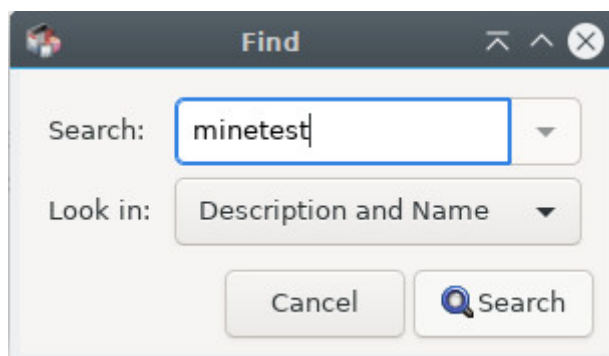 Find
Search: minetest
Look in: Description and Name
Cancel Search